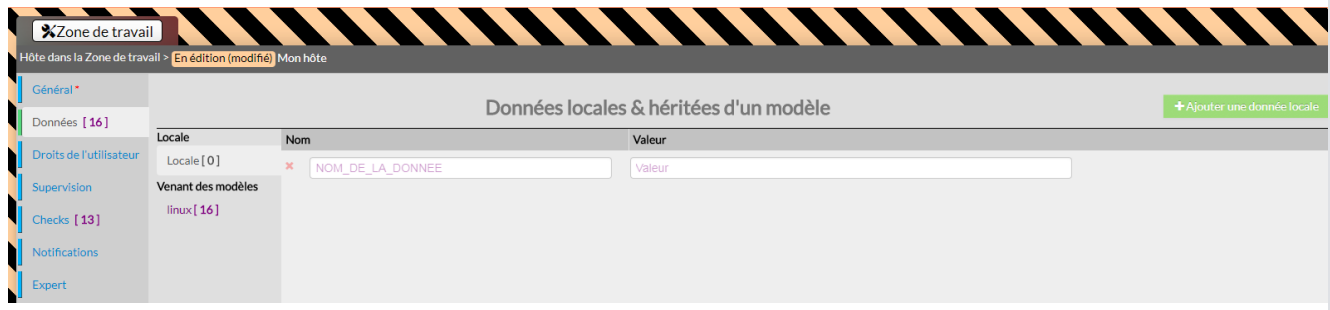 Zone de travail
Hôte dans la Zone de travail > En édition (modifié) Mon hôte
Général *
Données [ 16 ]
Droits de l'utilisateur
Supervision
Checks [ 13 ]
Notifications
Expert
Données locales & héritées d'un modèle
+ Ajouter une donnée locale
Locale
Locale [ 0 ]
Venant des modèles
linux [ 16 ]
Nom Valeur
NOM_DE_LA_DONNEE Valeur